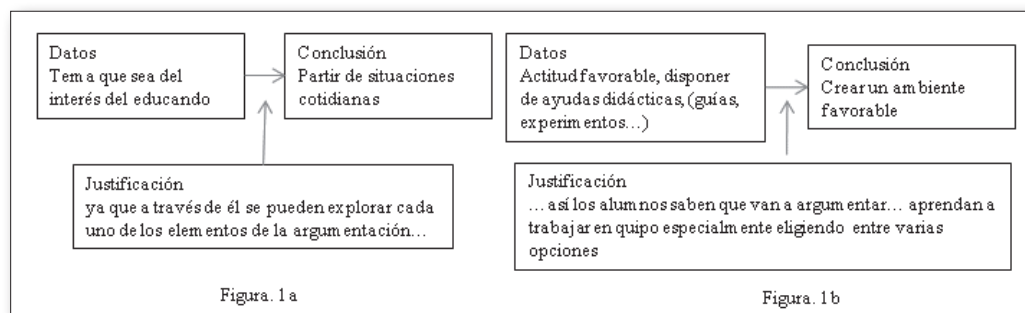 Datos
Tema que sea del
interés del educando
Conclusión
Partir de situaciones
cotidianas
Justificación
ya que a través de él se pueden explorar cada
uno de los elementos de la argumentación...
Figura. 1a
Datos
Actitud favorable, disponer
de ayudas didácticas, (guías,
experimentos...)
Conclusión
Crear un ambiente
favorable
Justificación
... así los alumnos saben que van a argumentar... aprendan a
trabajar en quipo especialmente eligiendo entre varias
opciones
Figura. 1b